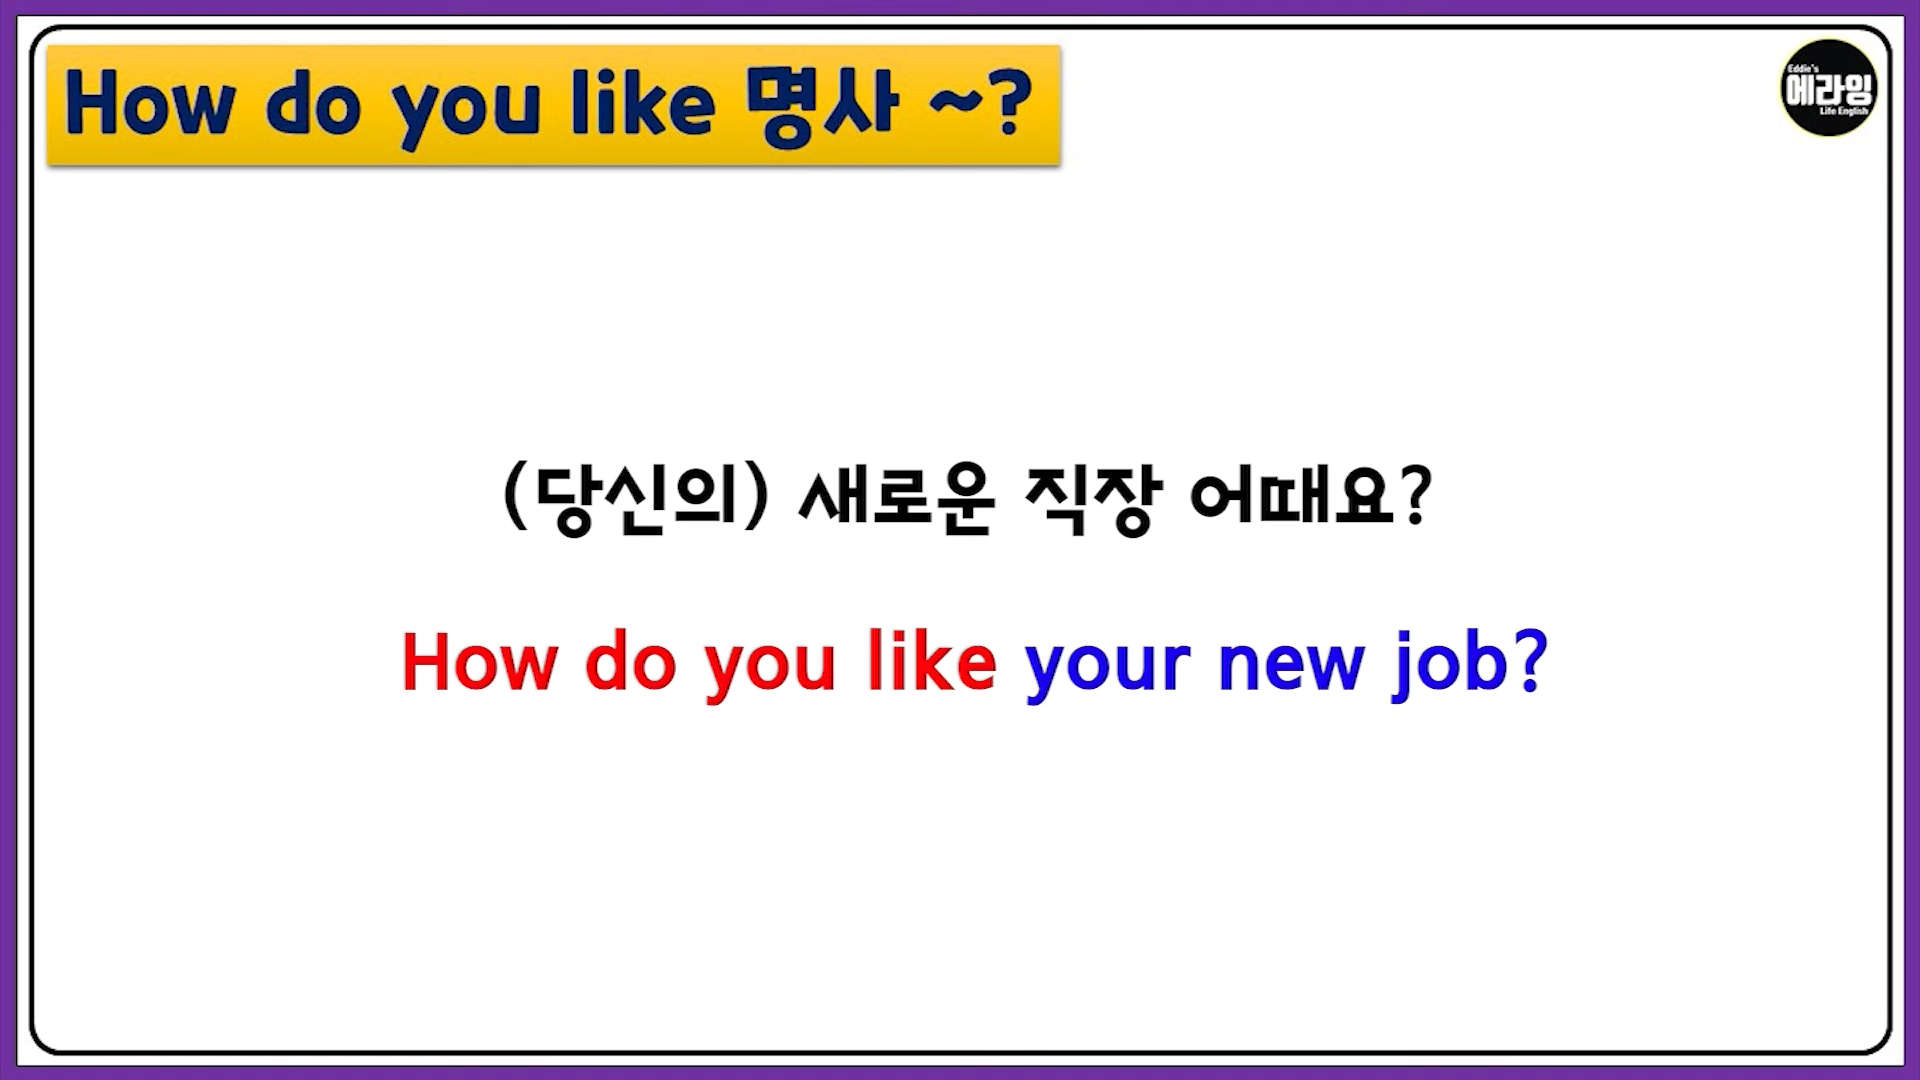 How do you like 명사 ~?
Eddie's
에라잉
Life English
(당신의) 새로운 직장 어때요?
How do you like your new job?